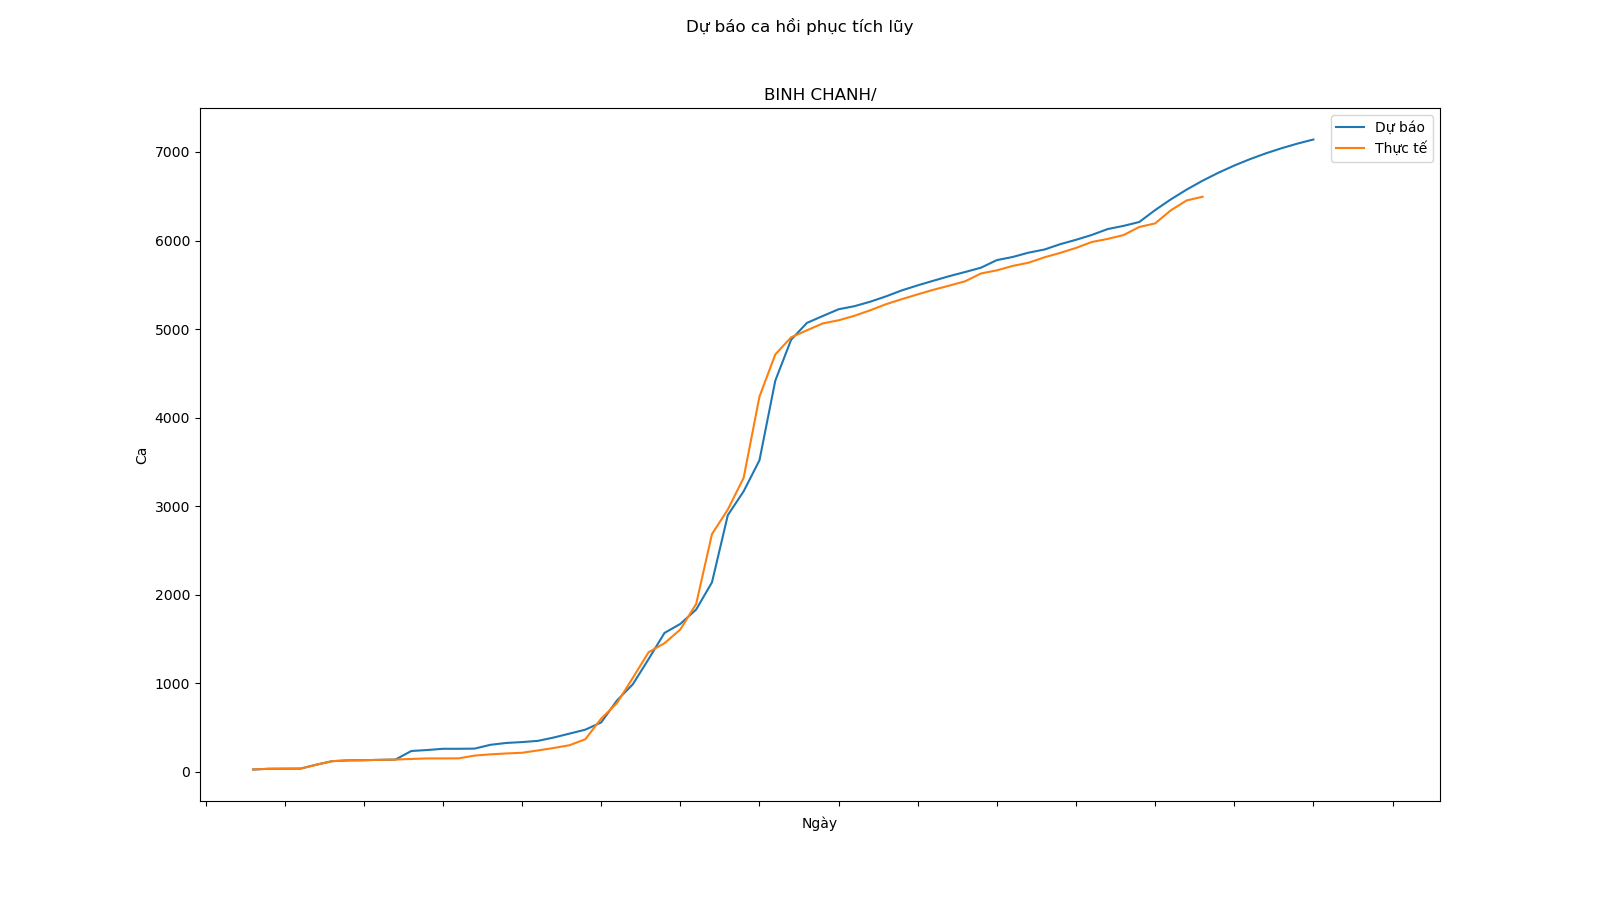 Dự báo ca hồi phục tích lũy
BINH CHANH/
Dự báo
Thực tế
7000
6000
5000
4000
3000
2000
1000
0
Ca
Ngày